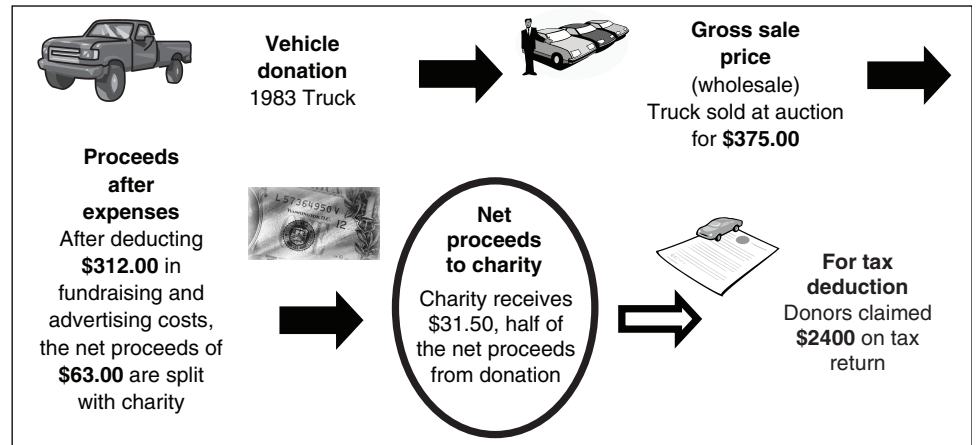 Vehicle
donation
1983 Truck
Gross sale
price
(wholesale)
Truck sold at auction
for $375.00
Proceeds
after
expenses
After deducting
$312.00 in
fundraising and
advertising costs,
the net proceeds of
$63.00 are split
with charity
L57364950V
WASHINGTON, D.C.
12
Net
proceeds
to charity
Charity receives
$31.50, half of
the net proceeds
from donation
For tax
deduction
Donors claimed
$2400 on tax
return